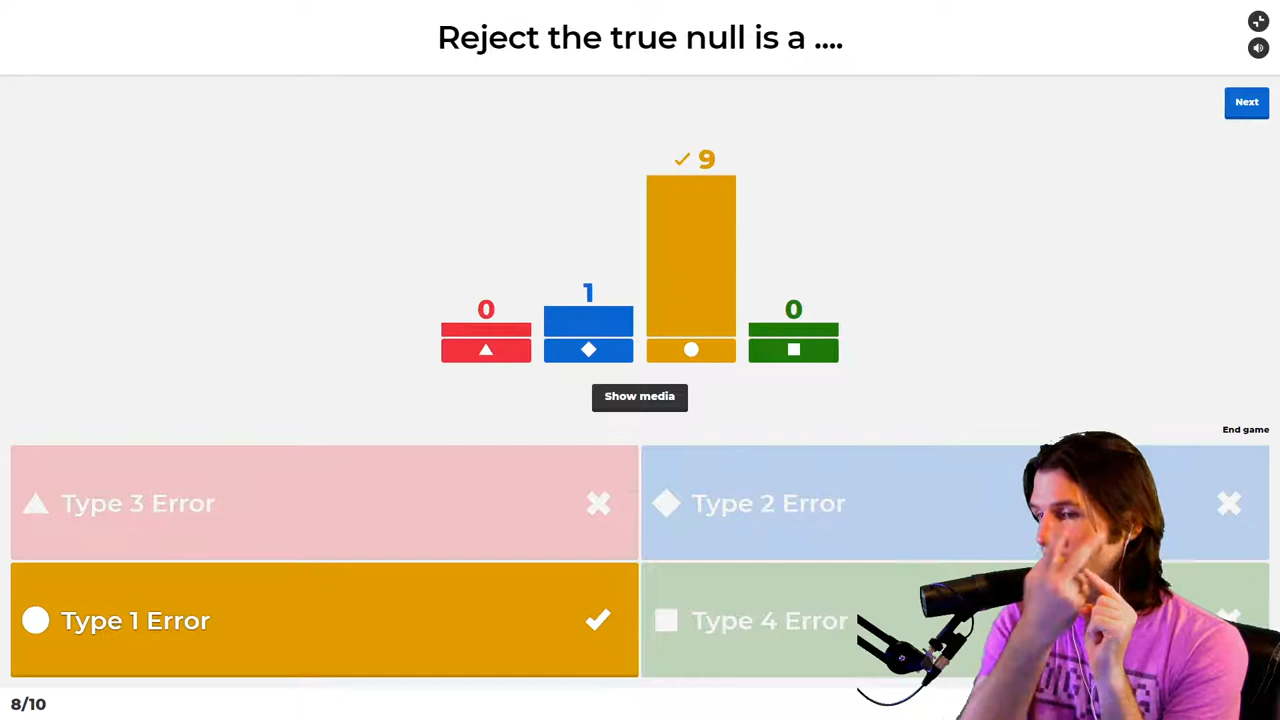 Reject the true null is a ....
Next
9
1
0
0
Show media
End game
Type 3 Error
Type 2 Error
Type 1 Error
Type 4 Error
8/10